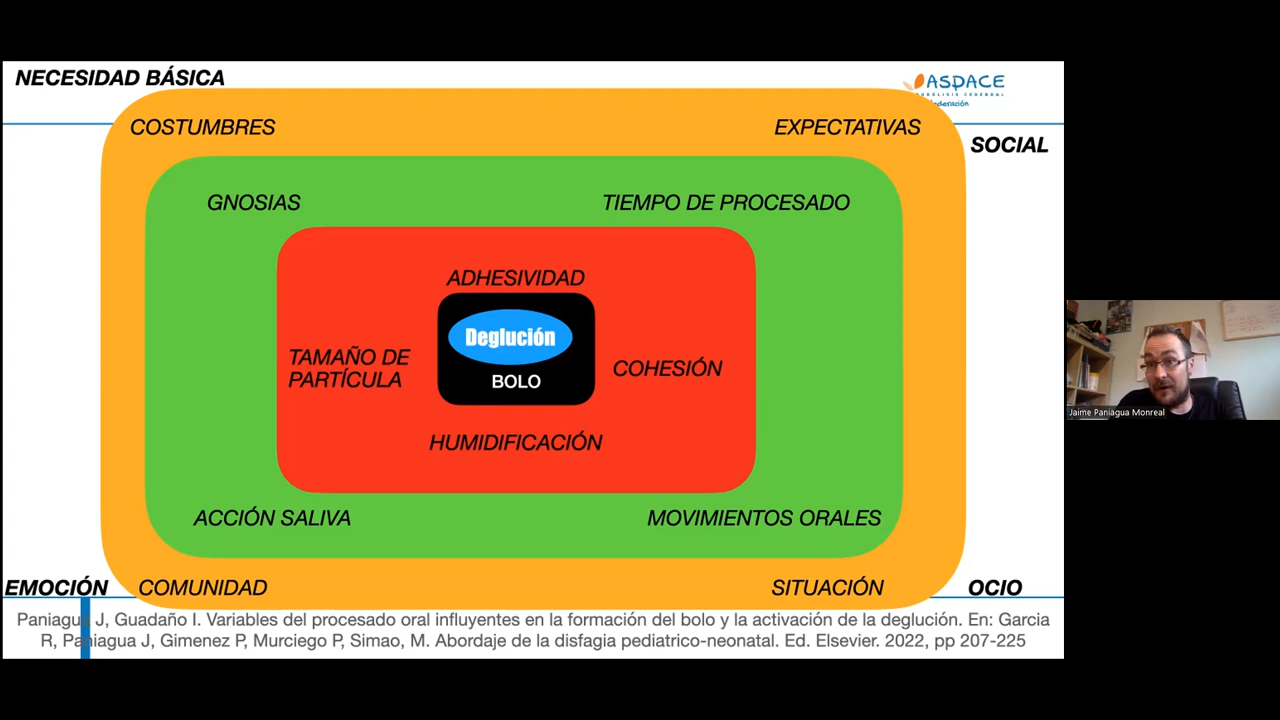 NECESIDAD BÁSICA
ASPACE
PARÁLISIS CEREBRAL
COSTUMBRES
EXPECTATIVAS
SOCIAL
GNOSIAS
TIEMPO DE PROCESADO
ADHESIVIDAD
Deglución
TAMAÑO DE
PARTÍCULA
COHESIÓN
BOLO
HUMIDIFICACIÓN
ACCIÓN SALIVA
MOVIMIENTOS ORALES
EMOCIÓN
COMUNIDAD
SITUACIÓN
OCIO
Paniagua J, Guadaño I. Variables del procesado oral influyentes en la formación del bolo y la activación de la deglución. En: Garcia
R, Paniagua J, Gimenez P, Murciego P, Simao, M. Abordaje de la disfagia pediatrico-neonatal. Ed. Elsevier. 2022, pp 207-225
Jaime Paniagua Monreal